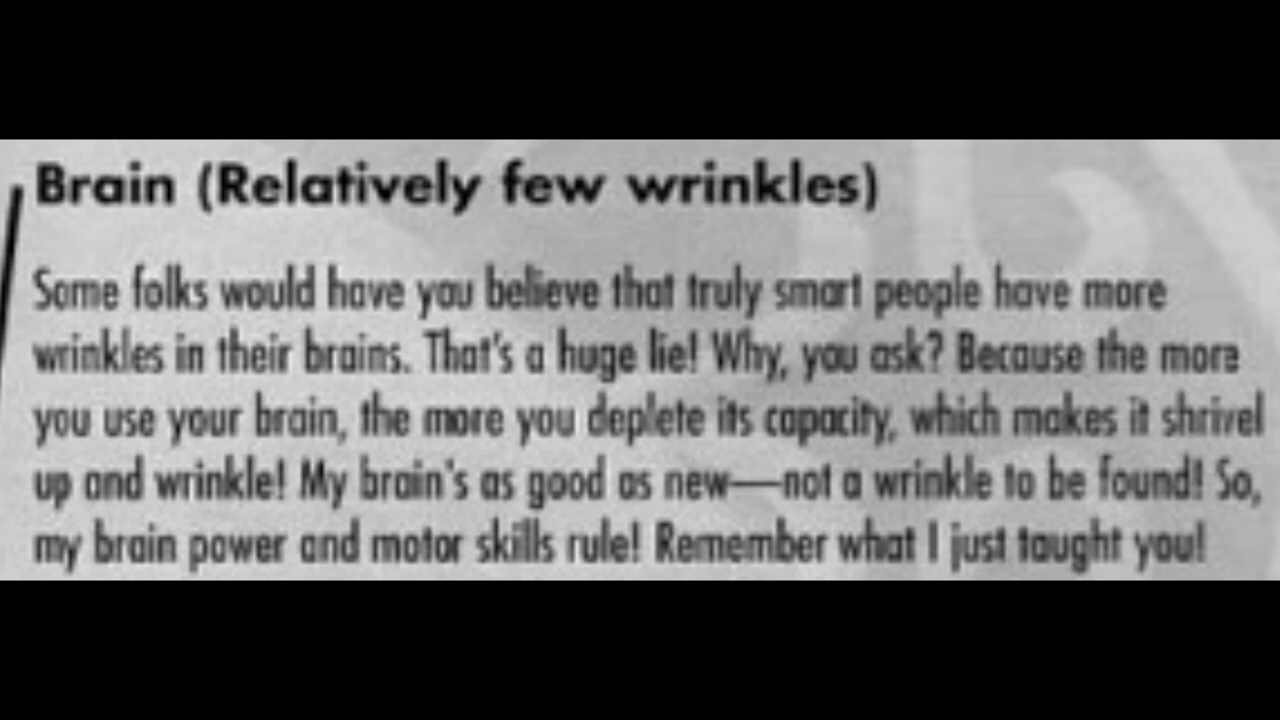 Brain (Relatively few wrinkles)
Some folks would have you believe that truly smart people have more
wrinkles in their brains. That's a huge lie! Why, you ask? Because the more
you use your brain, the more you deplete its capacity, which makes it shrivel
up and wrinkle! My brain's as good as new—not a wrinkle to be found! So,
my brain power and motor skills rule! Remember what I just taught you!